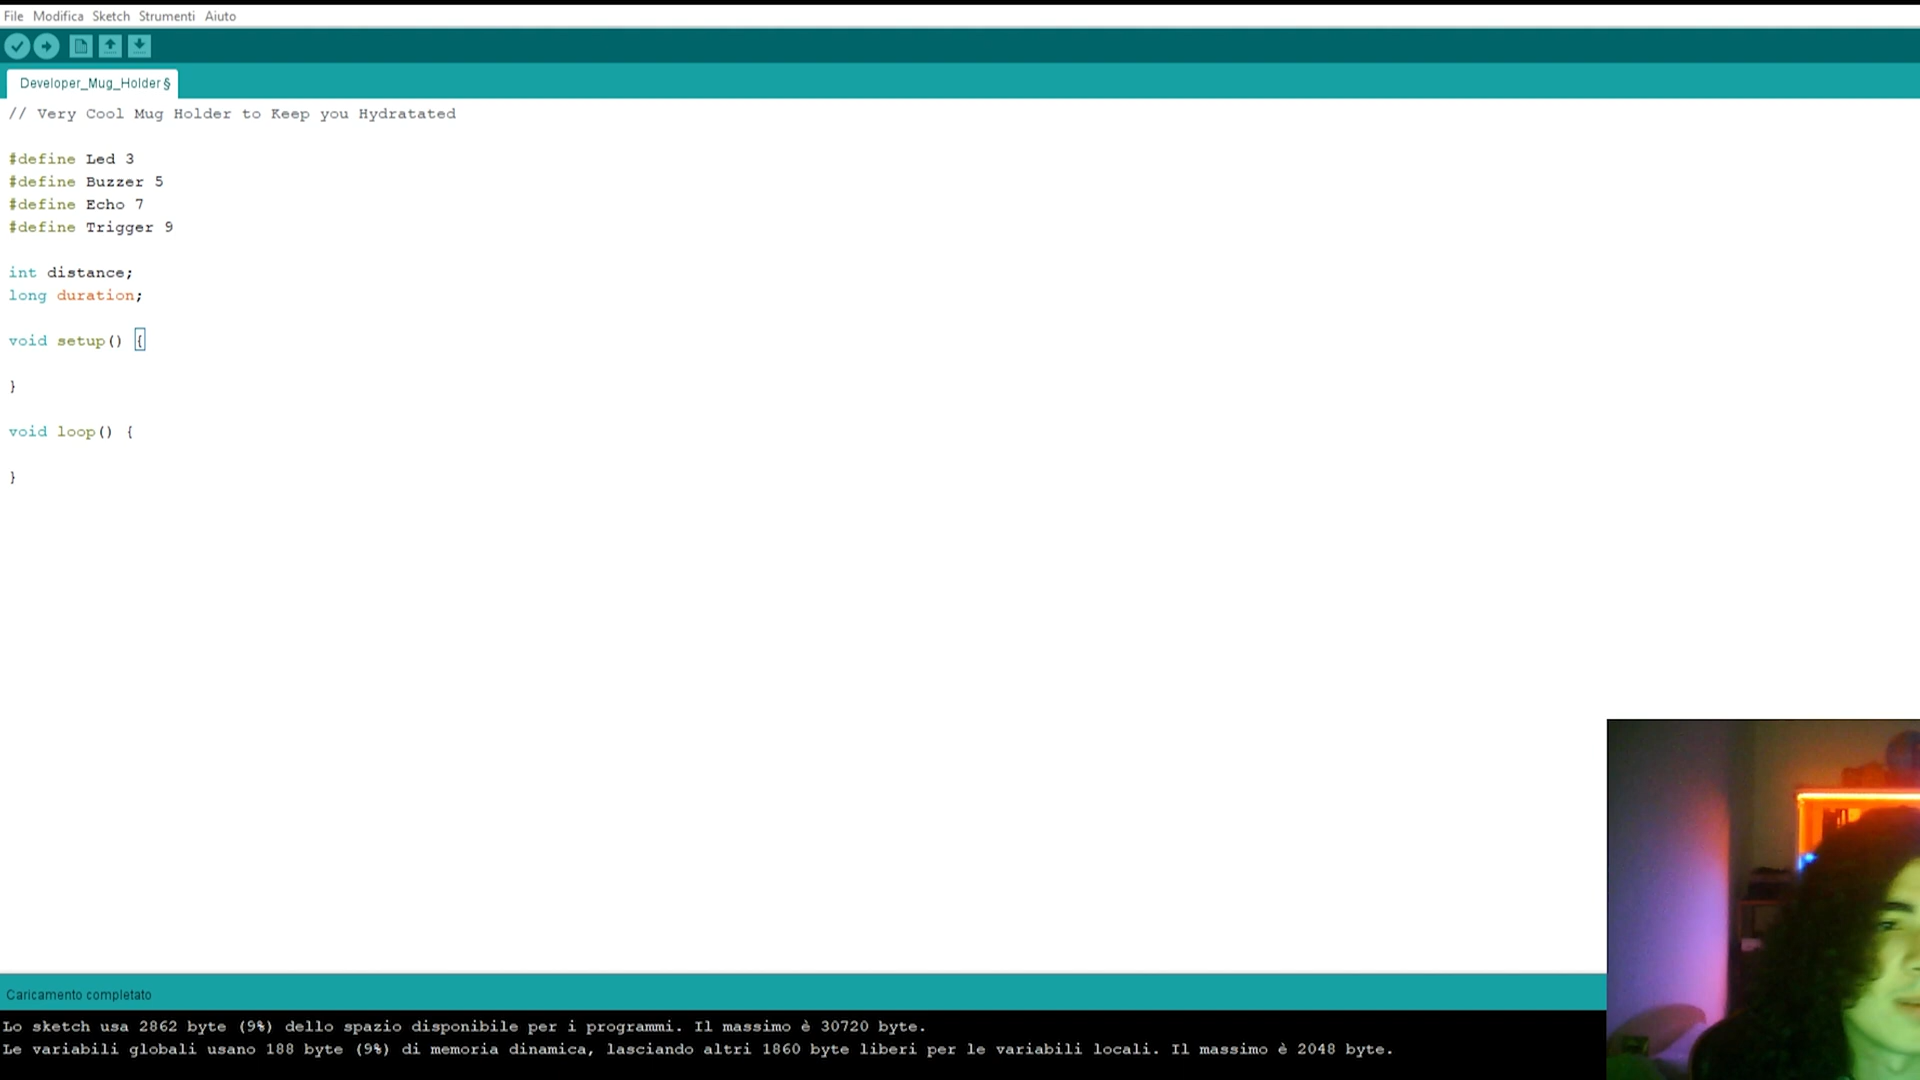 File Modifica Sketch Strumenti Aiuto
Developer_Mug_Holder §
// Very Cool Mug Holder to Keep you Hydratated
#define Led 3
#define Buzzer 5
#define Echo 7
#define Trigger 9
int distance;
long duration;
void setup() {
}
void loop() {
}
Caricamento completato
Lo sketch usa 2862 byte (9%) dello spazio disponibile per i programmi. Il massimo è 30720 byte.
Le variabili globali usano 188 byte (9%) di memoria dinamica, lasciando altri 1860 byte liberi per le variabili locali. Il massimo è 2048 byte.